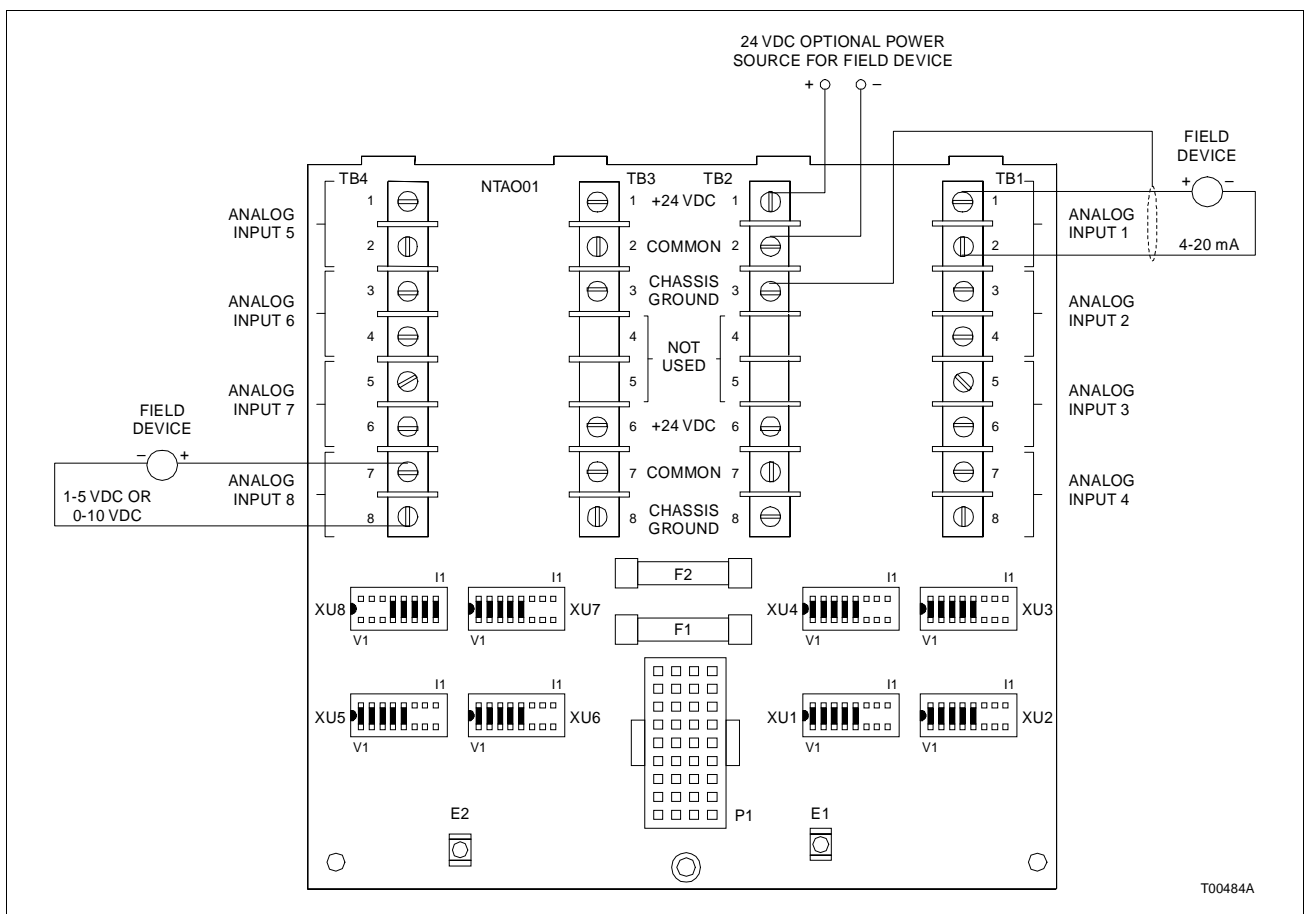 24 VDC OPTIONAL POWER
SOURCE FOR FIELD DEVICE
+ –
FIELD
DEVICE
+ –
4-20 mA
TB4
NTAO01
TB3
TB2
TB1
ANALOG
INPUT 5
ANALOG
INPUT 6
ANALOG
INPUT 7
ANALOG
INPUT 8
1
2
3
4
5
6
7
8
FIELD
DEVICE
– +
1-5 VDC OR
0-10 VDC
1 +24 VDC 1
2 COMMON 2
3 CHASSIS
GROUND 3
4 NOT
USED 4
5 5
6 +24 VDC 6
7 COMMON 7
8 CHASSIS
GROUND 8
1
2
3
4
5
6
7
8
ANALOG
INPUT 1
ANALOG
INPUT 2
ANALOG
INPUT 3
ANALOG
INPUT 4
F2
F1
I1
XU8
V1
I1
XU7
V1
I1
XU4
V1
I1
XU3
V1
I1
XU5
V1
I1
XU6
V1
I1
XU1
V1
I1
XU2
V1
P1
E2
E1
T00484A